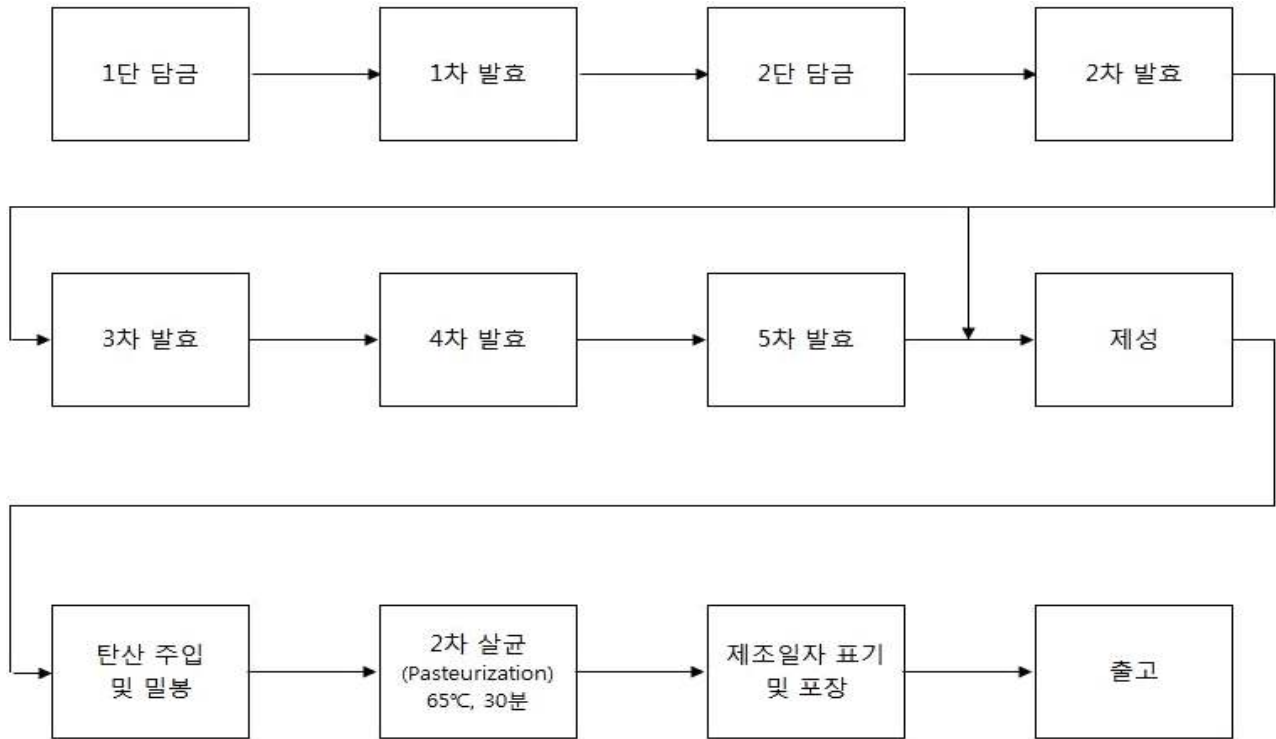 1단 담금
1차 발효
2단 담금
2차 발효
3차 발효
4차 발효
5차 발효
제성
탄산 주입
및 밀봉
2차 살균
(Pasteurization)
65℃, 30분
제조일자 표기
및 포장
출고